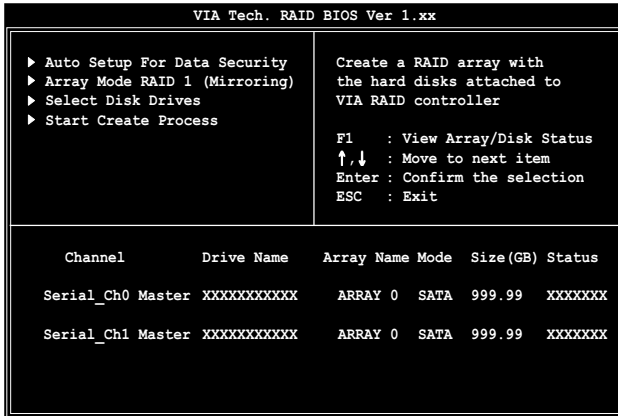 VIA Tech. RAID BIOS Ver 1.xx
Auto Setup For Data Security
Array Mode RAID 1 (Mirroring)
Select Disk Drives
Start Create Process
Create a RAID array with
the hard disks attached to
VIA RAID controller
F1 : View Array/Disk Status
↑,↓ : Move to next item
Enter : Confirm the selection
ESC : Exit
Channel Drive Name Array Name Mode Size(GB) Status
Serial_Ch0 Master XXXXXXXXXXX ARRAY 0 SATA 999.99 XXXXXXX
Serial_Ch1 Master XXXXXXXXXXX ARRAY 0 SATA 999.99 XXXXXXX